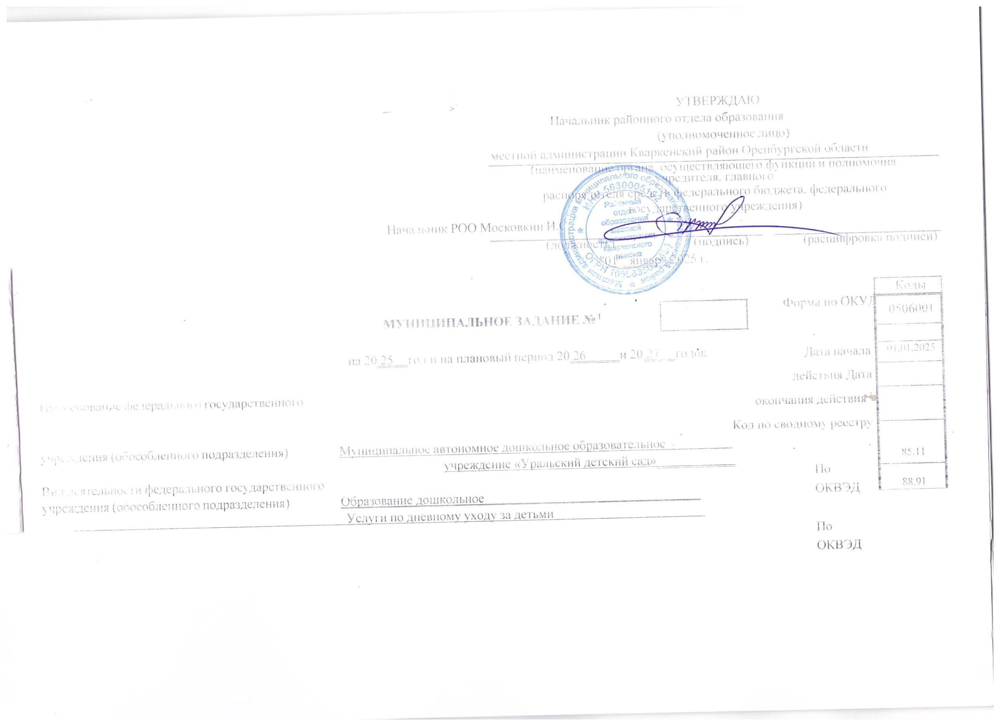 УТВЕРЖДАЮ
Начальник районного отдела образования
(уполномоченное лицо)
местной администрации Кваркенский район Оренбургской области
(наименование органа, осуществляющего функции и полномочия
учредителя, главного
распорядителя средств федерального бюджета, федерального
государственного учреждения)
Начальник РОО Московкин И.
(должность) (подпись) (расшифровка подписи)
"01" января 2025 г.
Местная администрация муниципального образования Кваркенский район
ИНН
ОГРН
Районный
отдел
образования
местной
администрации
Кваркенского
района
Коды
Форма по ОКУД 0506001
МУНИЦИПАЛЬНОЕ ЗАДАНИЕ № 1
на 20 25 год и на плановый период 20 26 и 20 27 годов
Дата начала 01.01.2025
действия Дата
окончания действия 2
Код по сводному реестру
Наименование федерального государственного
учреждения (обособленного подразделения) Муниципальное автономное дошкольное образовательное
учреждение «Уральский детский сад»
85.11
По
ОКВЭД 88.91
Вид деятельности федерального государственного
учреждения (обособленного подразделения) Образование дошкольное
Услуги по дневному уходу за детьми
По
ОКВЭД